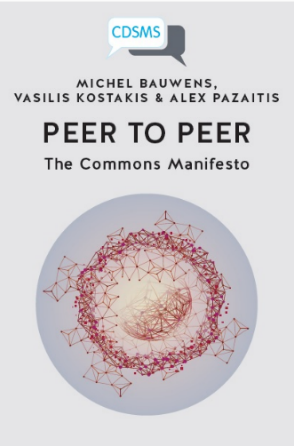 CDSMS
MICHEL BAUWENS,
VASILIS KOSTAKIS & ALEX PAZAITIS
PEER TO PEER
The Commons Manifesto